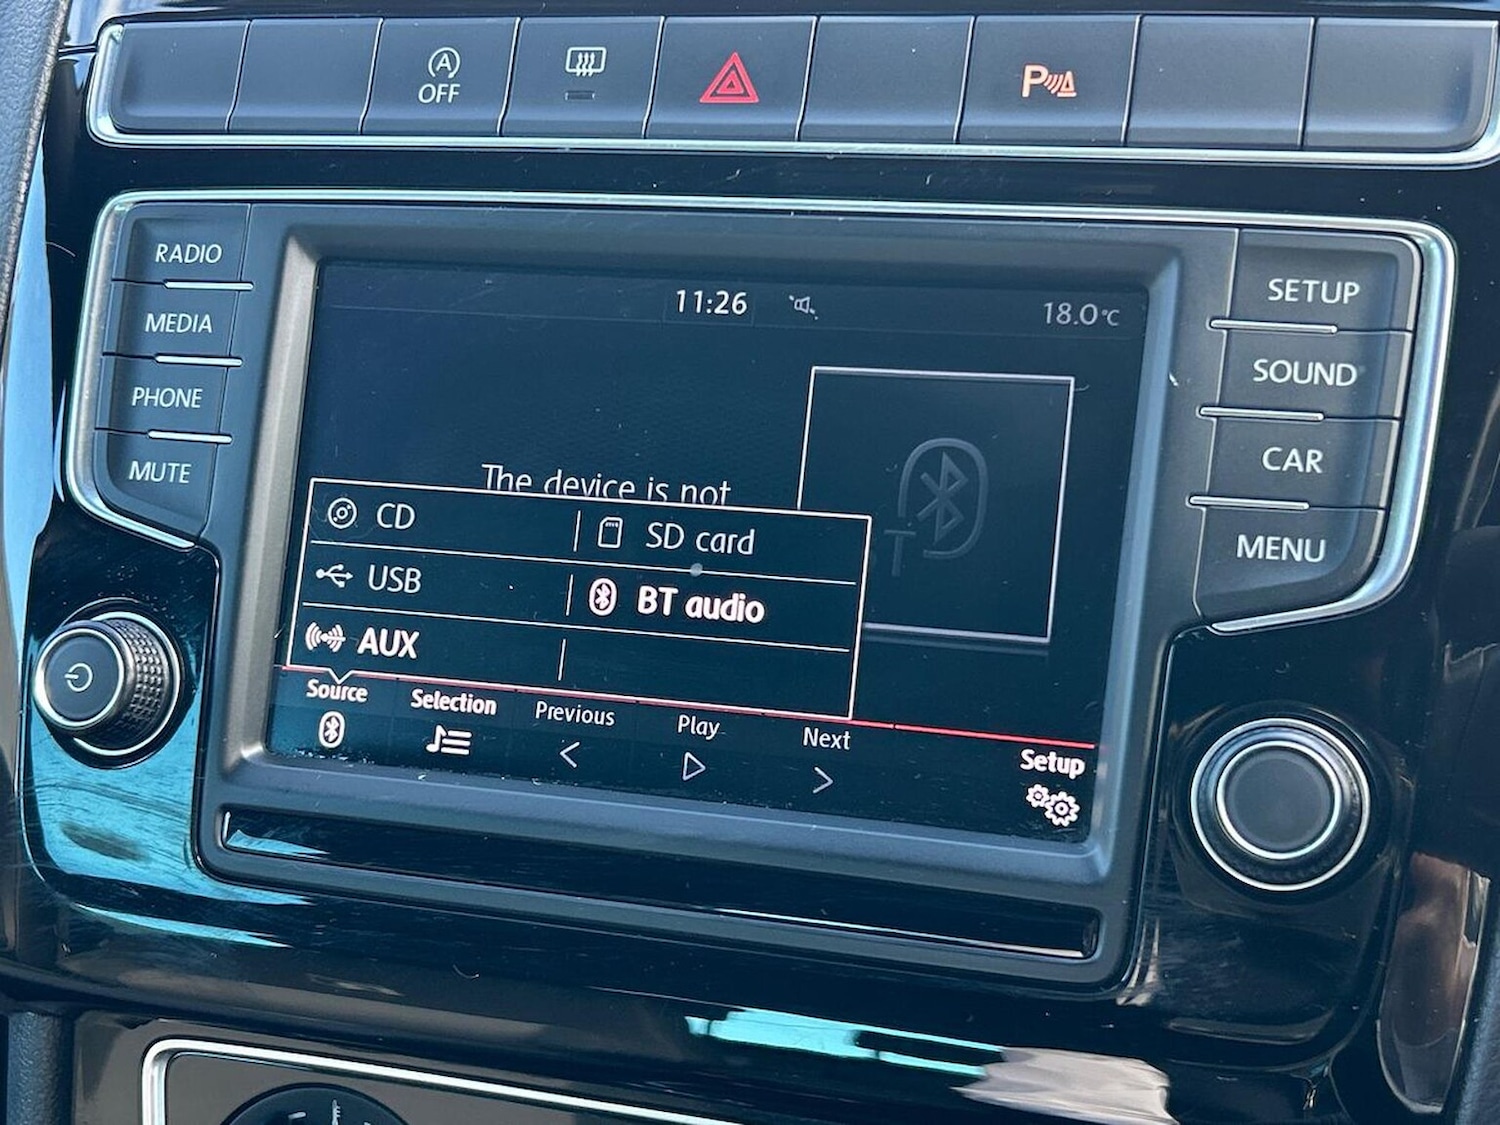 A
OFF
P
RADIO
MEDIA
PHONE
MUTE
11:26
18.0°C
The device is not
BT
CD
SD card
USB
BT audio
AUX
Source
Selection
Previous
Play
Next
Setup
SETUP
SOUND
CAR
MENU